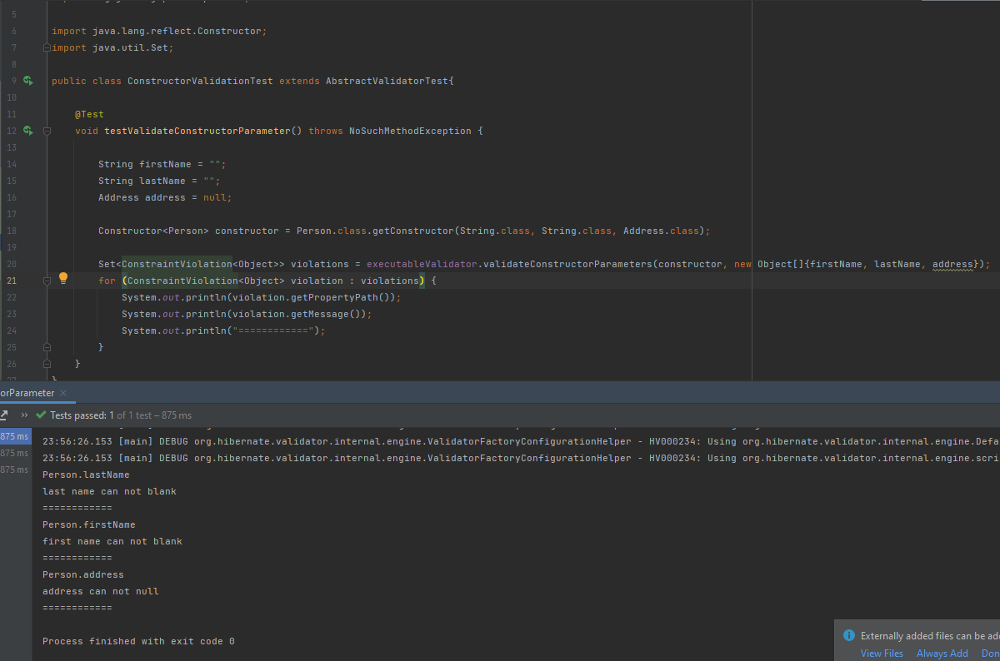 5
6 import java.lang.reflect.Constructor;
7 import java.util.Set;
8
9 public class ConstructorValidationTest extends AbstractValidatorTest{
10
11 @Test
12 void testValidateConstructorParameter() throws NoSuchMethodException {
13
14 String firstName = "";
15 String lastName = "";
16 Address address = null;
17
18 Constructor<Person> constructor = Person.class.getConstructor(String.class, String.class, Address.class);
19
20 Set<ConstraintViolation<Object>> violations = executableValidator.validateConstructorParameters(constructor, new Object[]{firstName, lastName, address});
21 for (ConstraintViolation<Object> violation : violations) {
22 System.out.println(violation.getPropertyPath());
23 System.out.println(violation.getMessage());
24 System.out.println("============");
25 }
26 }
27 }
orParameter ×
» Tests passed: 1 of 1 test – 875 ms
875 ms
875 ms
875 ms
23:56:26.153 [main] DEBUG org.hibernate.validator.internal.engine.ValidatorFactoryConfigurationHelper - HV000234: Using org.hibernate.validator.internal.engine.Defa
23:56:26.153 [main] DEBUG org.hibernate.validator.internal.engine.ValidatorFactoryConfigurationHelper - HV000234: Using org.hibernate.validator.internal.engine.scri
Person.lastName
last name can not blank
============
Person.firstName
first name can not blank
============
Person.address
address can not null
============
Process finished with exit code 0
Externally added files can be ad
View Files Always Add Don